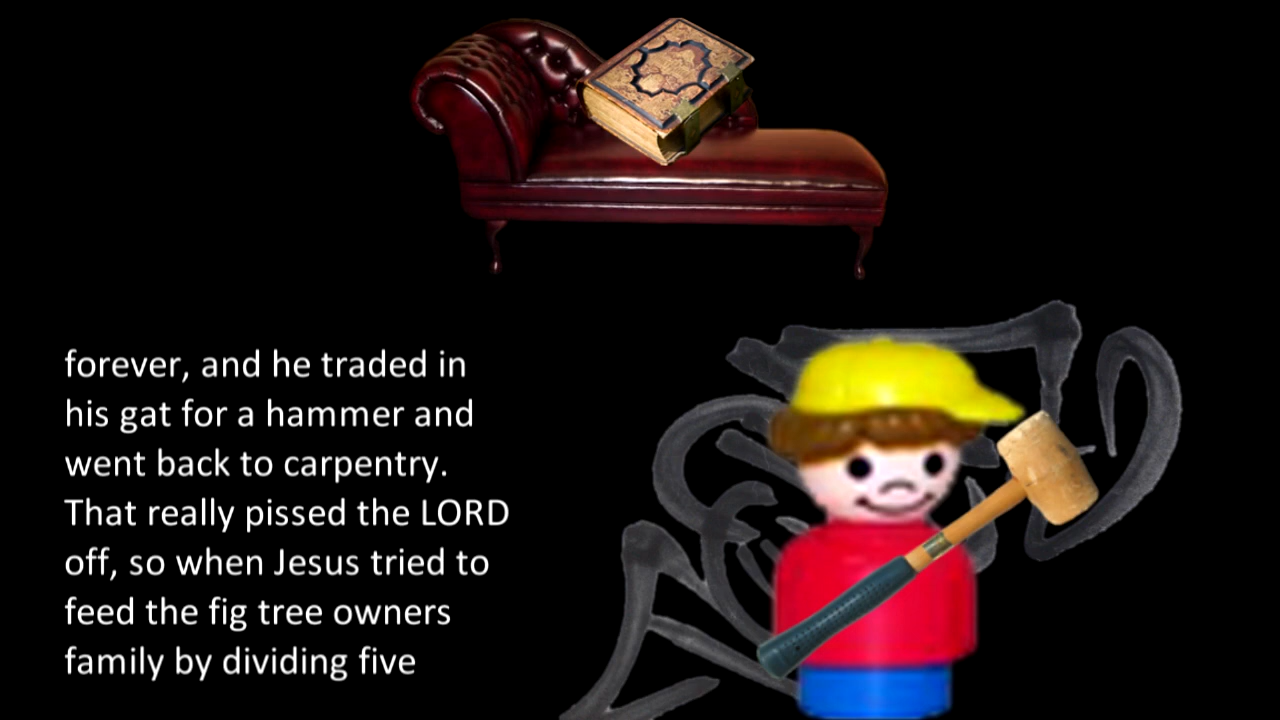 forever, and he traded in
his gat for a hammer and
went back to carpentry.
That really pissed the LORD
off, so when Jesus tried to
feed the fig tree owners
family by dividing five